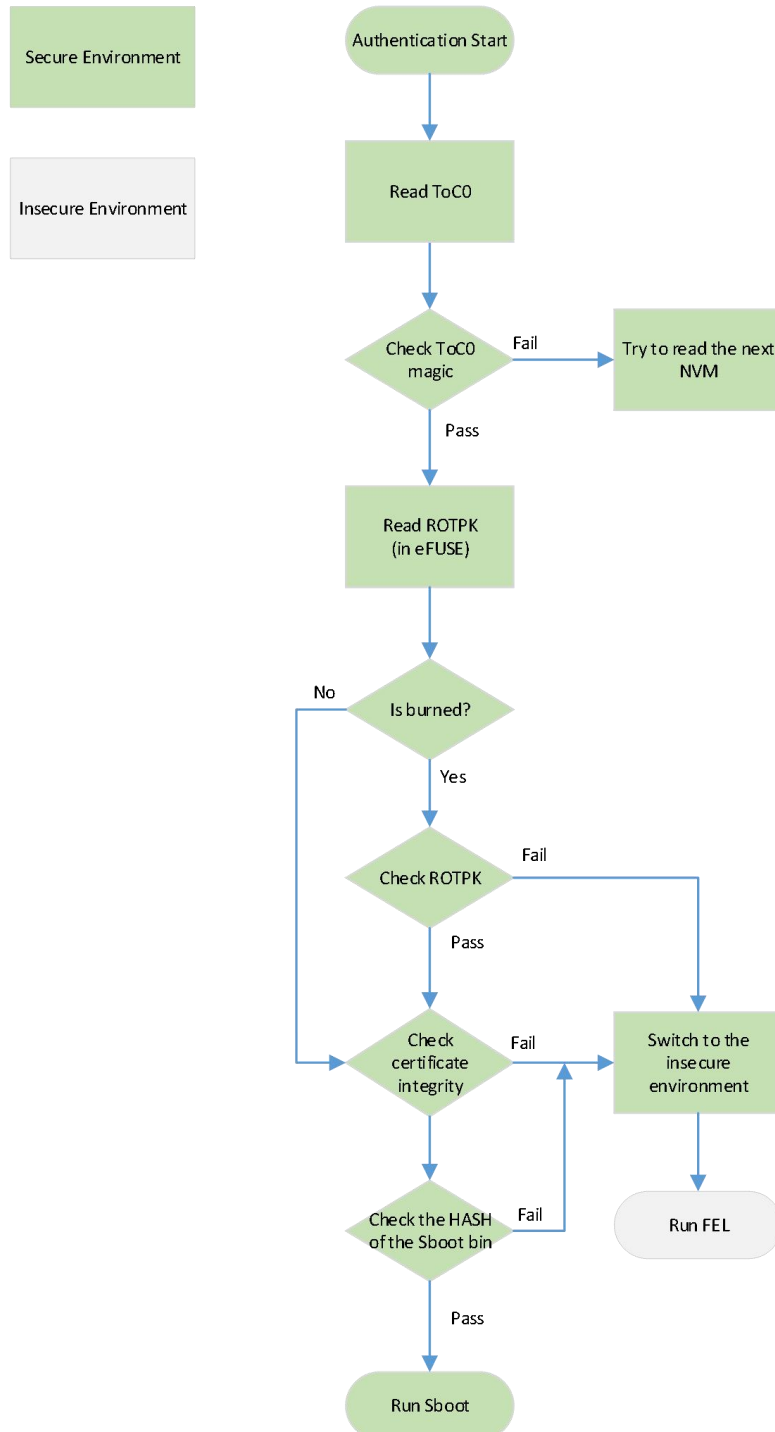 Secure Environment
Insecure Environment
Authentication Start
Read ToC0
Check ToC0
magic
Fail
Try to read the next
NVM
Pass
Read ROTPK
(in eFUSE)
Is burned?
No
Yes
Check ROTPK
Fail
Pass
Check
certificate
integrity
Fail
Switch to the
insecure
environment
Check the HASH
of the Sboot bin
Fail
Run FEL
Pass
Run Sboot